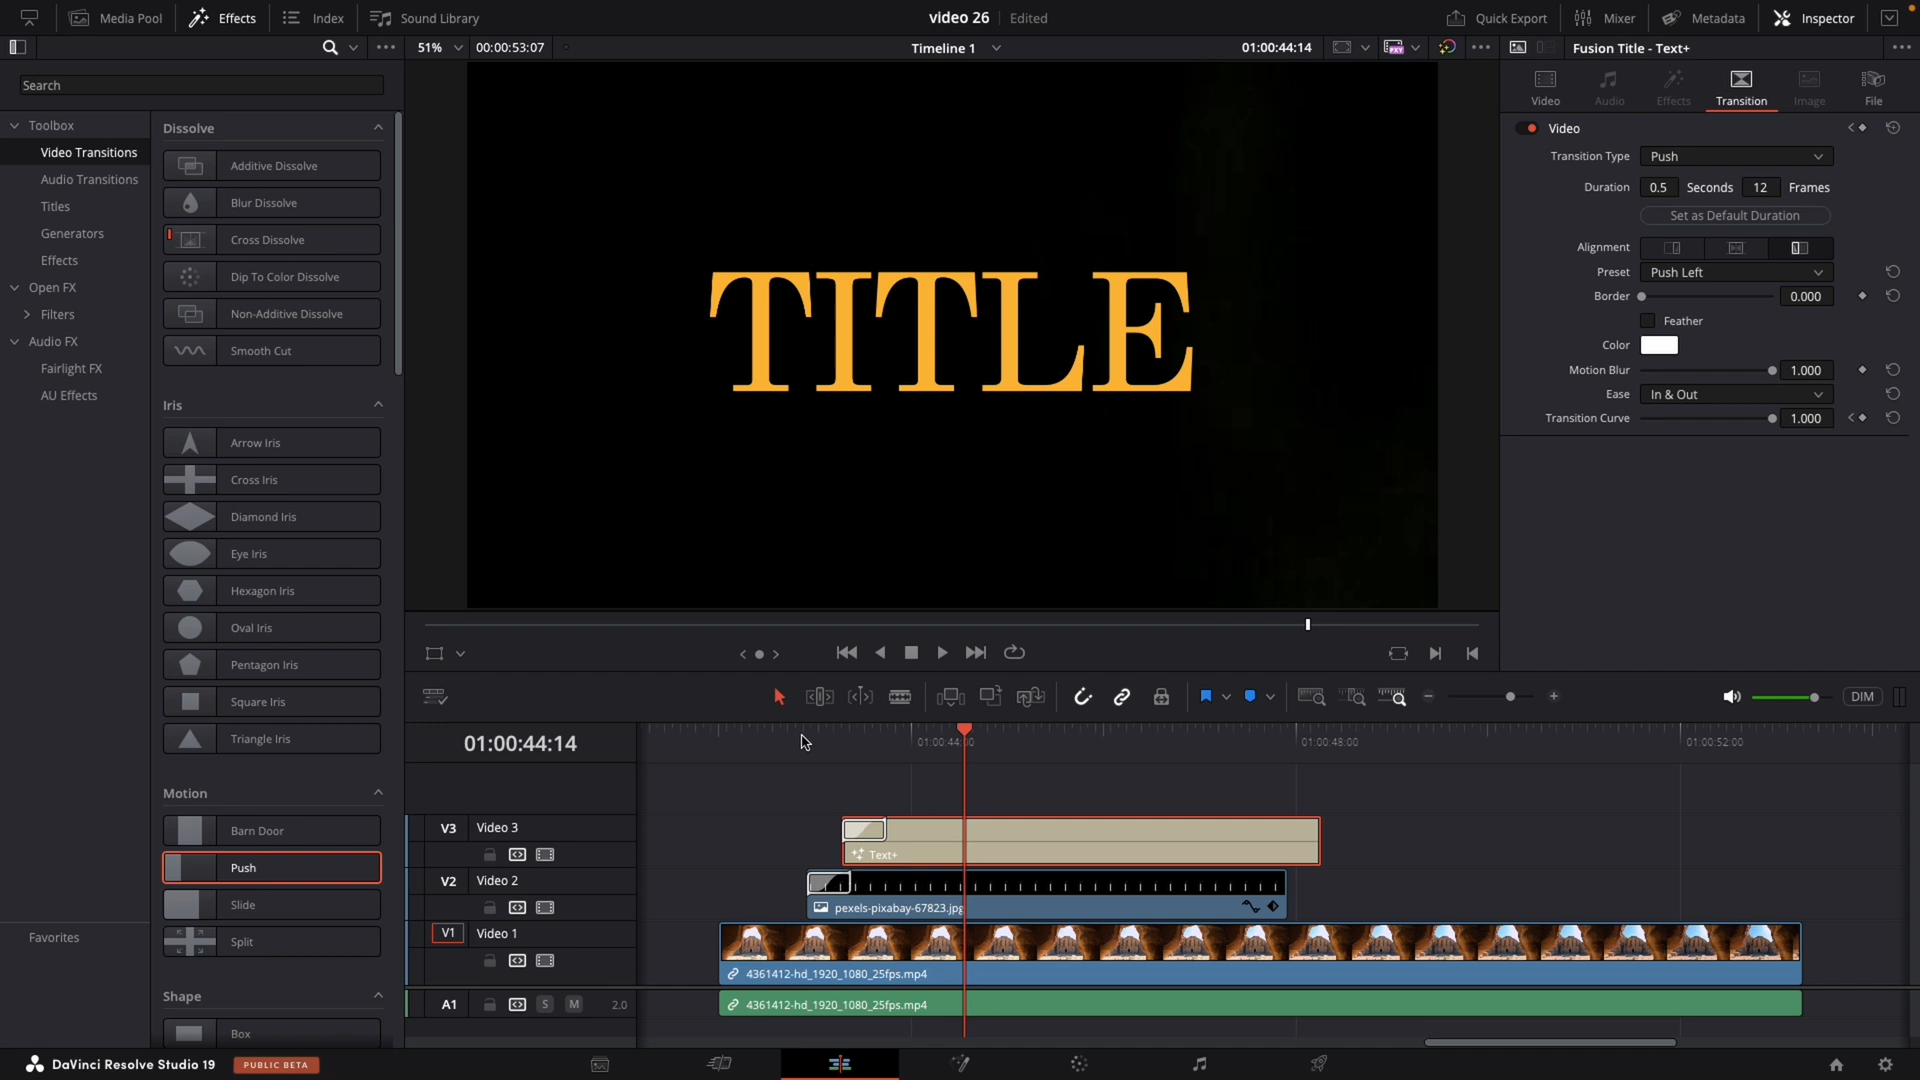 Media Pool
Effects
Index
Sound Library
video 26
Edited
Quick Export
Mixer
Metadata
Inspector
51%
00:00:53:07
Timeline 1
01:00:44:14
PXY
Fusion Title - Text+
Search
Video
Audio
Effects
Transition
Image
File
Toolbox
Video Transitions
Audio Transitions
Titles
Generators
Effects
Open FX
Filters
Audio FX
Fairlight FX
AU Effects
Favorites
Dissolve
Additive Dissolve
Blur Dissolve
Cross Dissolve
Dip To Color Dissolve
Non-Additive Dissolve
Smooth Cut
Iris
Arrow Iris
Cross Iris
Diamond Iris
Eye Iris
Hexagon Iris
Oval Iris
Pentagon Iris
Square Iris
Triangle Iris
Motion
Barn Door
Push
Slide
Split
Shape
Box
TITLE
Video
Transition Type Push
Duration 0.5 Seconds 12 Frames
Set as Default Duration
Alignment
Preset Push Left
Border 0.000
Feather
Color
Motion Blur 1.000
Ease In & Out
Transition Curve 1.000
DIM
01:00:44:14
01:00:44:00
01:00:48:00
01:00:52:00
V3 Video 3
Text+
V2 Video 2
pexels-pixabay-67823.jpg
V1 Video 1
4361412-hd_1920_1080_25fps.mp4
A1 S M 2.0
4361412-hd_1920_1080_25fps.mp4
DaVinci Resolve Studio 19
PUBLIC BETA